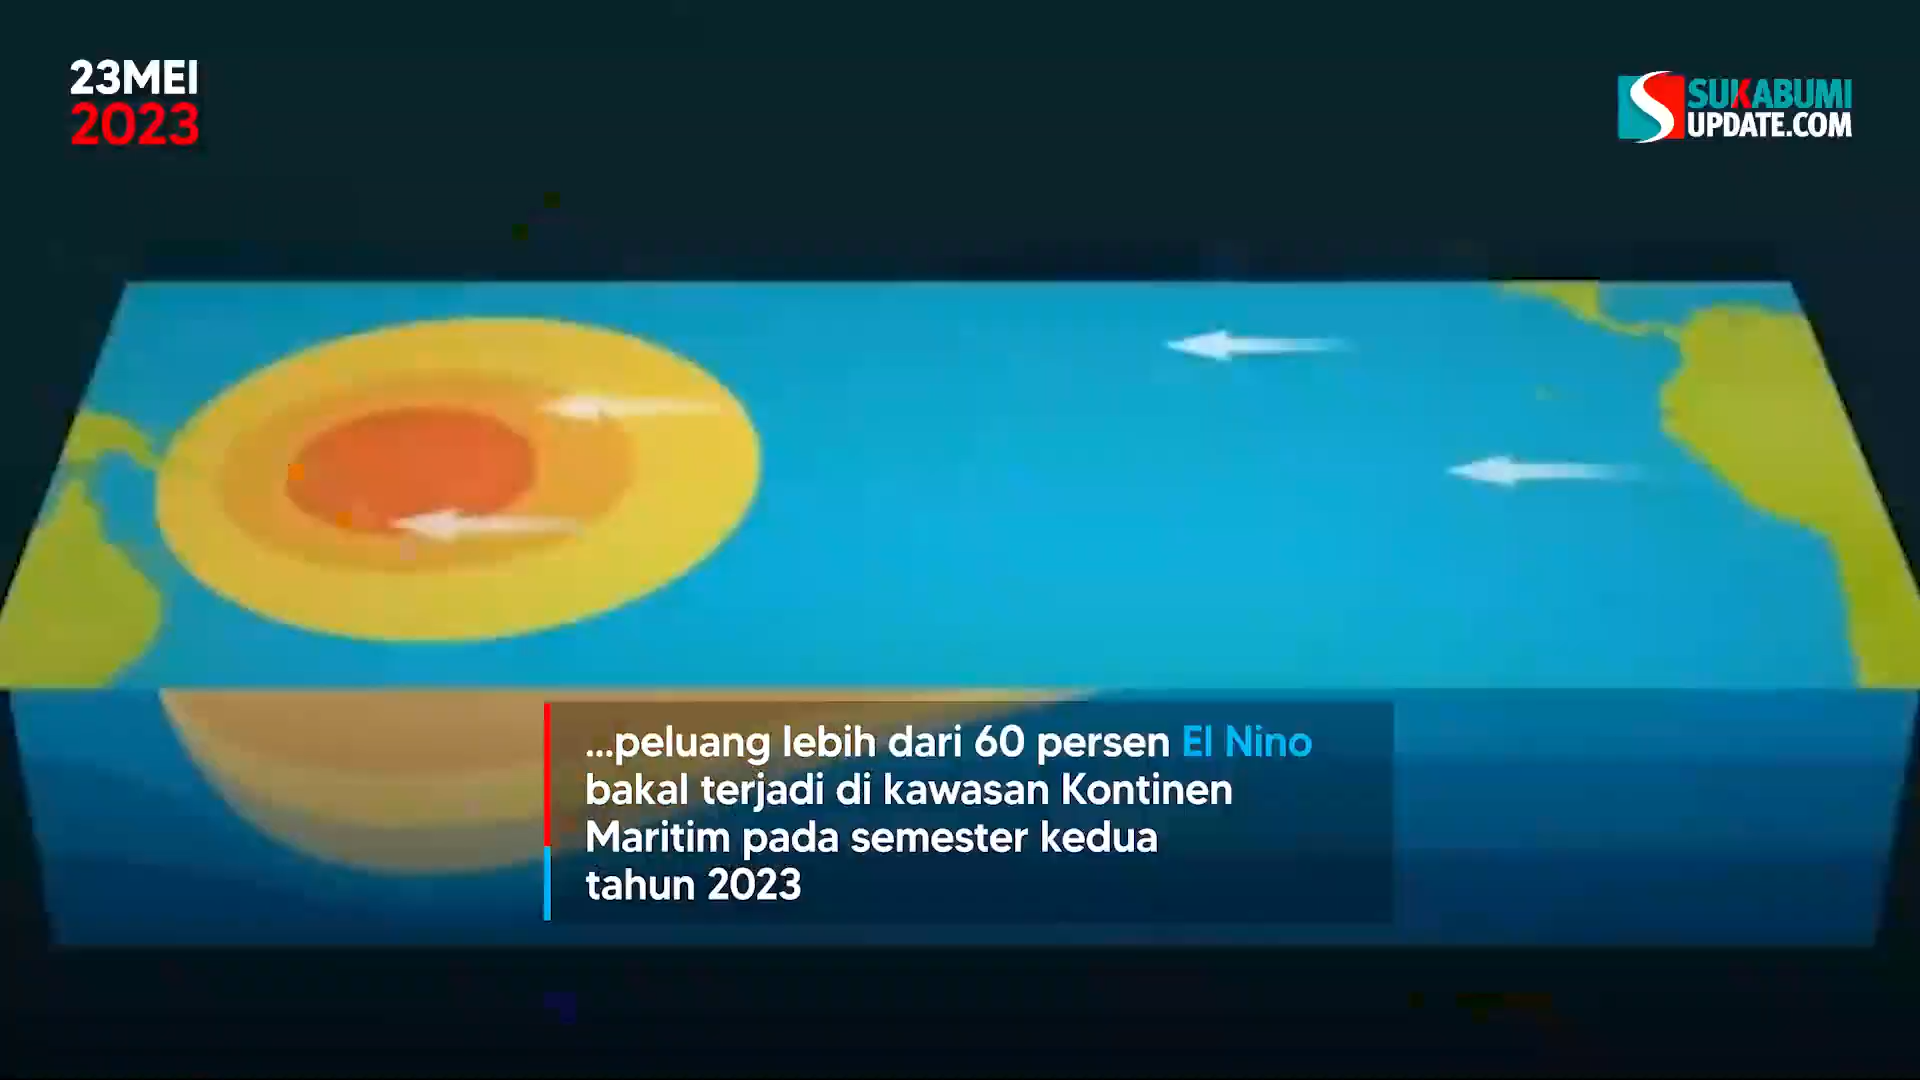 23MEI
2023
SUKABUMI
UPDATE.COM
...peluang lebih dari 60 persen El Nino
bakal terjadi di kawasan Kontinen
Maritim pada semester kedua
tahun 2023